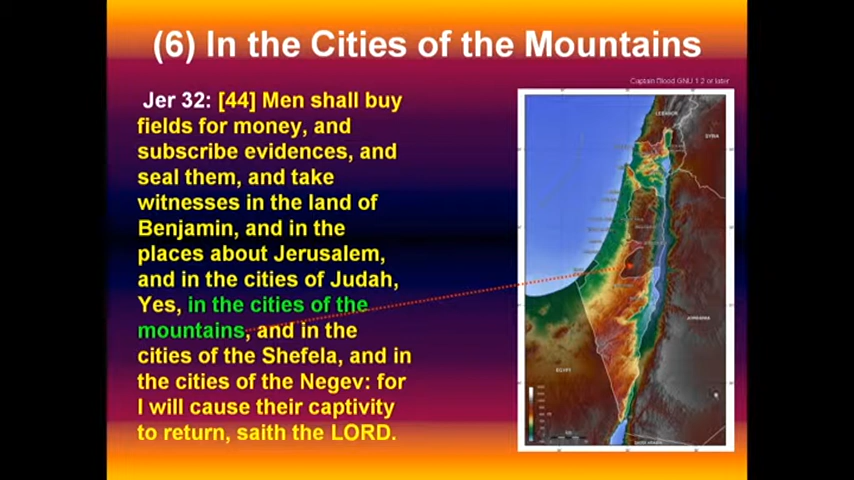 (6) In the Cities of the Mountains
Captain Blood GNU 1.2 or later
Jer 32: [44] Men shall buy
fields for money, and
subscribe evidences, and
seal them, and take
witnesses in the land of
Benjamin, and in the
places about Jerusalem,
and in the cities of Judah,
Yes, in the cities of the
mountains, and in the
cities of the Shefela, and in
the cities of the Negev: for
I will cause their captivity
to return, saith the LORD.
LEBANON
SYRIA
JORDANIA
EGYPT